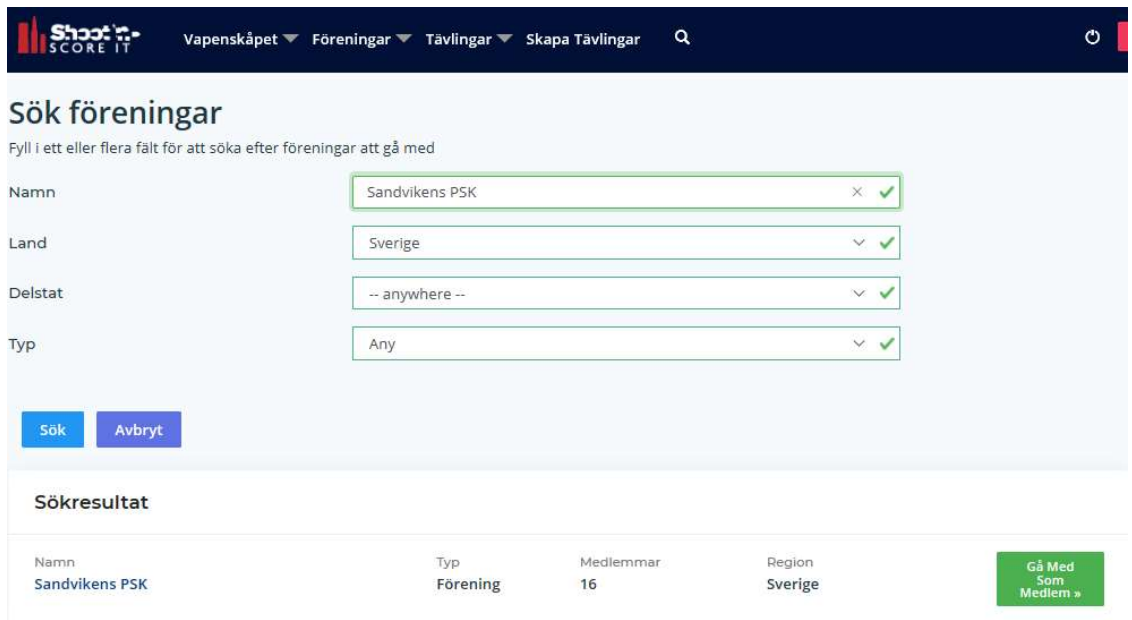 Shoot'n-
SCORE IT
Vapenskåpet Föreningar Tävlingar Skapa Tävlingar
Sök föreningar
Fyll i ett eller flera fält för att söka efter föreningar att gå med
Namn Sandvikens PSK
Land Sverige
Delstat -- anywhere --
Typ Any
Sök Avbryt
Sökresultat
Namn Typ Medlemmar Region
Sandvikens PSK Förening 16 Sverige
Gå Med
Som
Medlem »